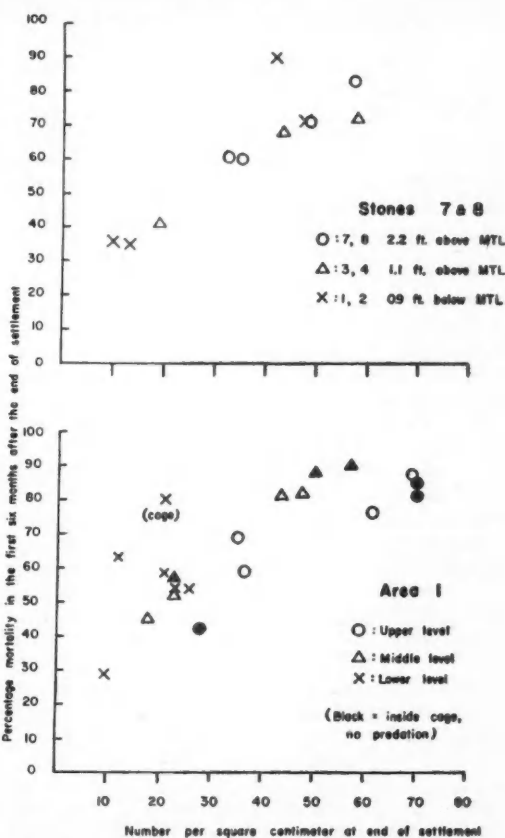 100
90
80
70
60
50
40
30
20
10
0
Stones 7 & 8
O : 7, 8 2.2 ft. above MTL
△ : 3, 4 1.1 ft. above MTL
X : 1, 2 0.9 ft. below MTL
Percentage mortality in the first six months after the end of settlement
100
90
80
70
60
50
40
30
20
10
0
(cage)
Area 1
O : Upper level
△ : Middle level
X : Lower level
(Black = inside cage,
no predation)
10 20 30 40 50 60 70 80
Number per square centimeter at end of settlement